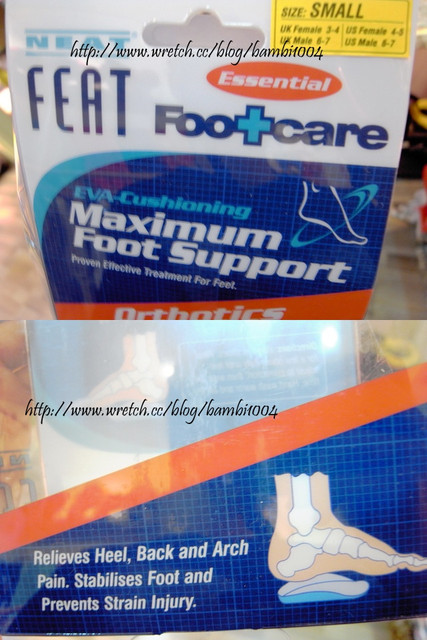 SIZE: SMALL
UK Female 3-4 US Female 4-5
UK Male 6-7 US Male 6-7
NEAT
http://www.wretch.cc/blog/bambi1004
FEAT
Essential
Footcare
EVA-Cushioning
Maximum
Foot Support
Proven Effective Treatment For Feet.
Orthotics
http://www.wretch.cc/blog/bambi1004
Relieves Heel, Back and Arch
Pain. Stabilises Foot and
Prevents Strain Injury.